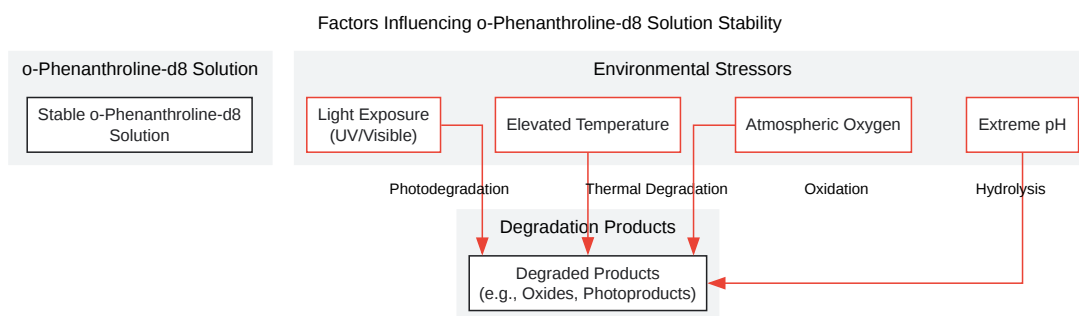 Factors Influencing o-Phenanthroline-d8 Solution Stability
o-Phenanthroline-d8 Solution
Environmental Stressors
Stable o-Phenanthroline-d8
Solution
Light Exposure
(UV/Visible)
Elevated Temperature
Atmospheric Oxygen
Extreme pH
Photodegradation
Thermal Degradation
Oxidation
Hydrolysis
Degradation Products
Degraded Products
(e.g., Oxides, Photoproducts)